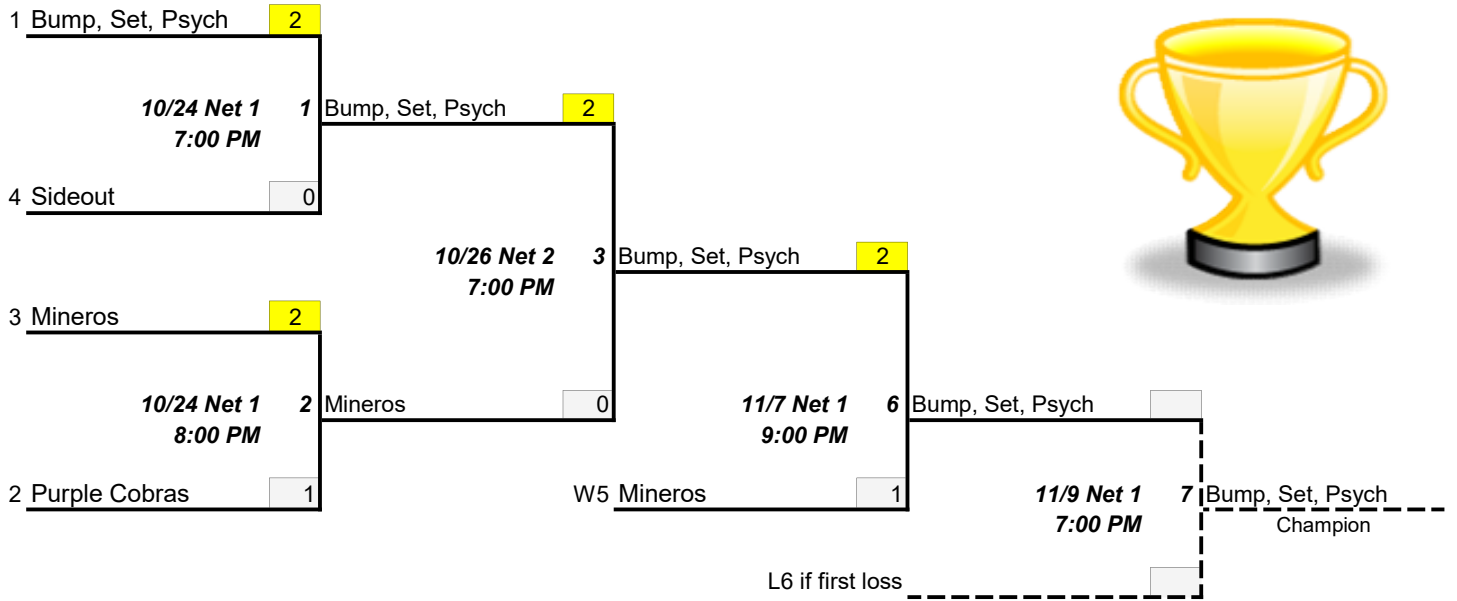 1 Bump, Set, Psych 2
10/24 Net 1 1 Bump, Set, Psych 2
7:00 PM
4 Sideout 0
10/26 Net 2 3 Bump, Set, Psych 2
7:00 PM
3 Mineros 2
10/24 Net 1 2 Mineros 0 11/7 Net 1 6 Bump, Set, Psych
8:00 PM 9:00 PM
2 Purple Cobras 1 W5 Mineros 1 11/9 Net 1 7 Bump, Set, Psych
7:00 PM Champion
L6 if first loss